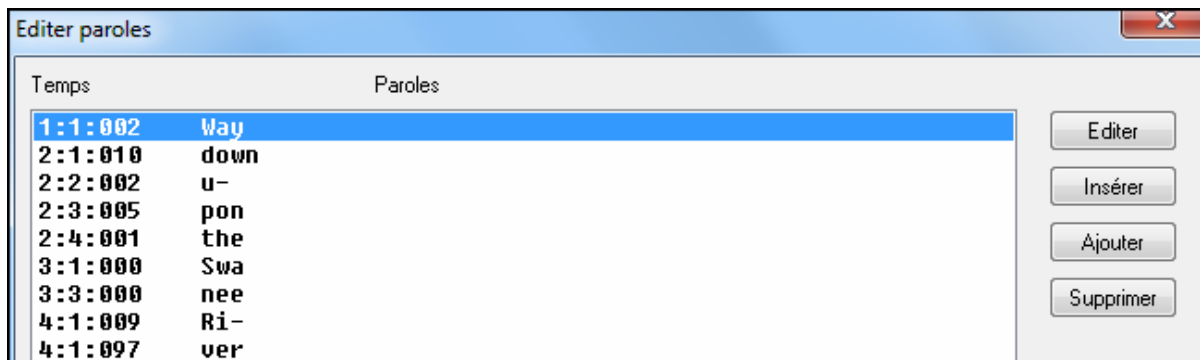 Editer paroles
X
Temps Paroles
1:1:002 Way
2:1:010 down
2:2:002 u-
2:3:005 pon
2:4:001 the
3:1:000 Swa
3:3:000 nee
4:1:009 Ri-
4:1:097 ver
Editer
Insérer
Ajouter
Supprimer